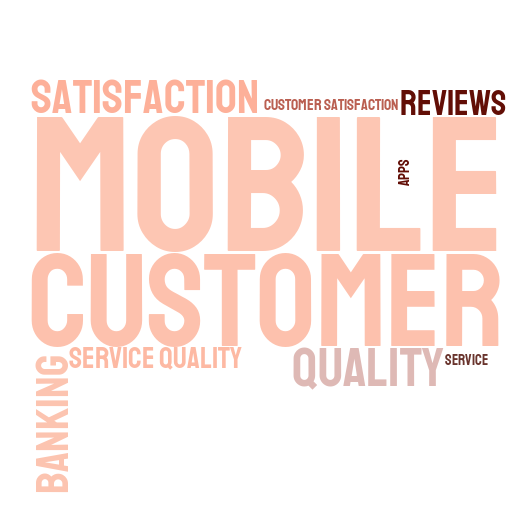 SATISFACTION
CUSTOMER SATISFACTION
REVIEWS
MOBILE
APPS
CUSTOMER
SERVICE QUALITY
QUALITY
SERVICE
BANKING